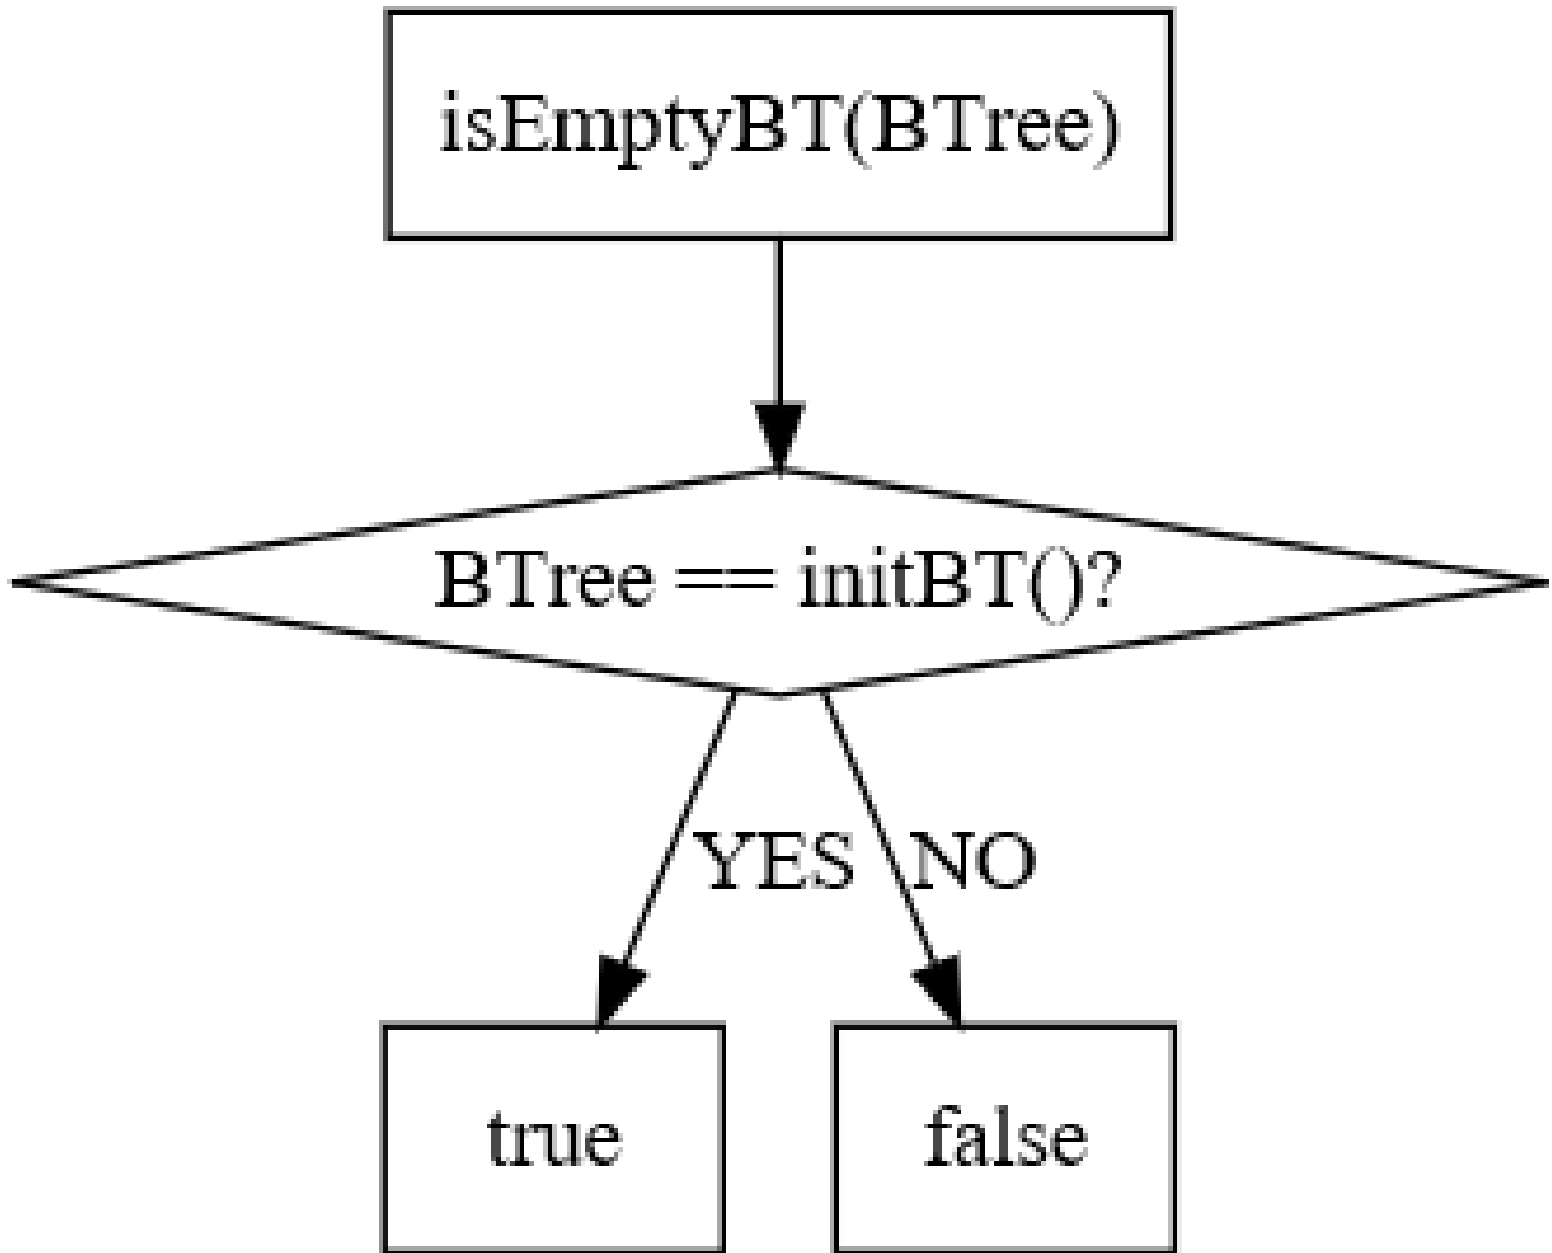 isEmptyBT(BTree)
BTree == initBT()?
YES NO
true false